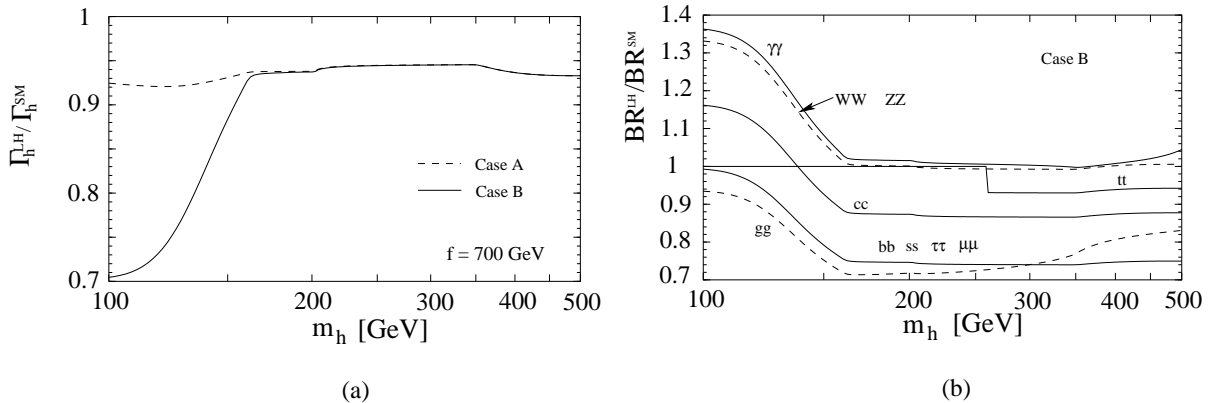 1
0.9
0.8
0.7
100
200
300
400
500
Γ_h^LH / Γ_h^SM
m_h [GeV]
Case A
Case B
f = 700 GeV
(a)
1.4
1.3
1.2
1.1
1
0.9
0.8
0.7
100
200
300
400
500
BR^LH/BR^SM
m_h [GeV]
γγ
Case B
WW ZZ
tt
cc
gg
bb ss ττ μμ
(b)